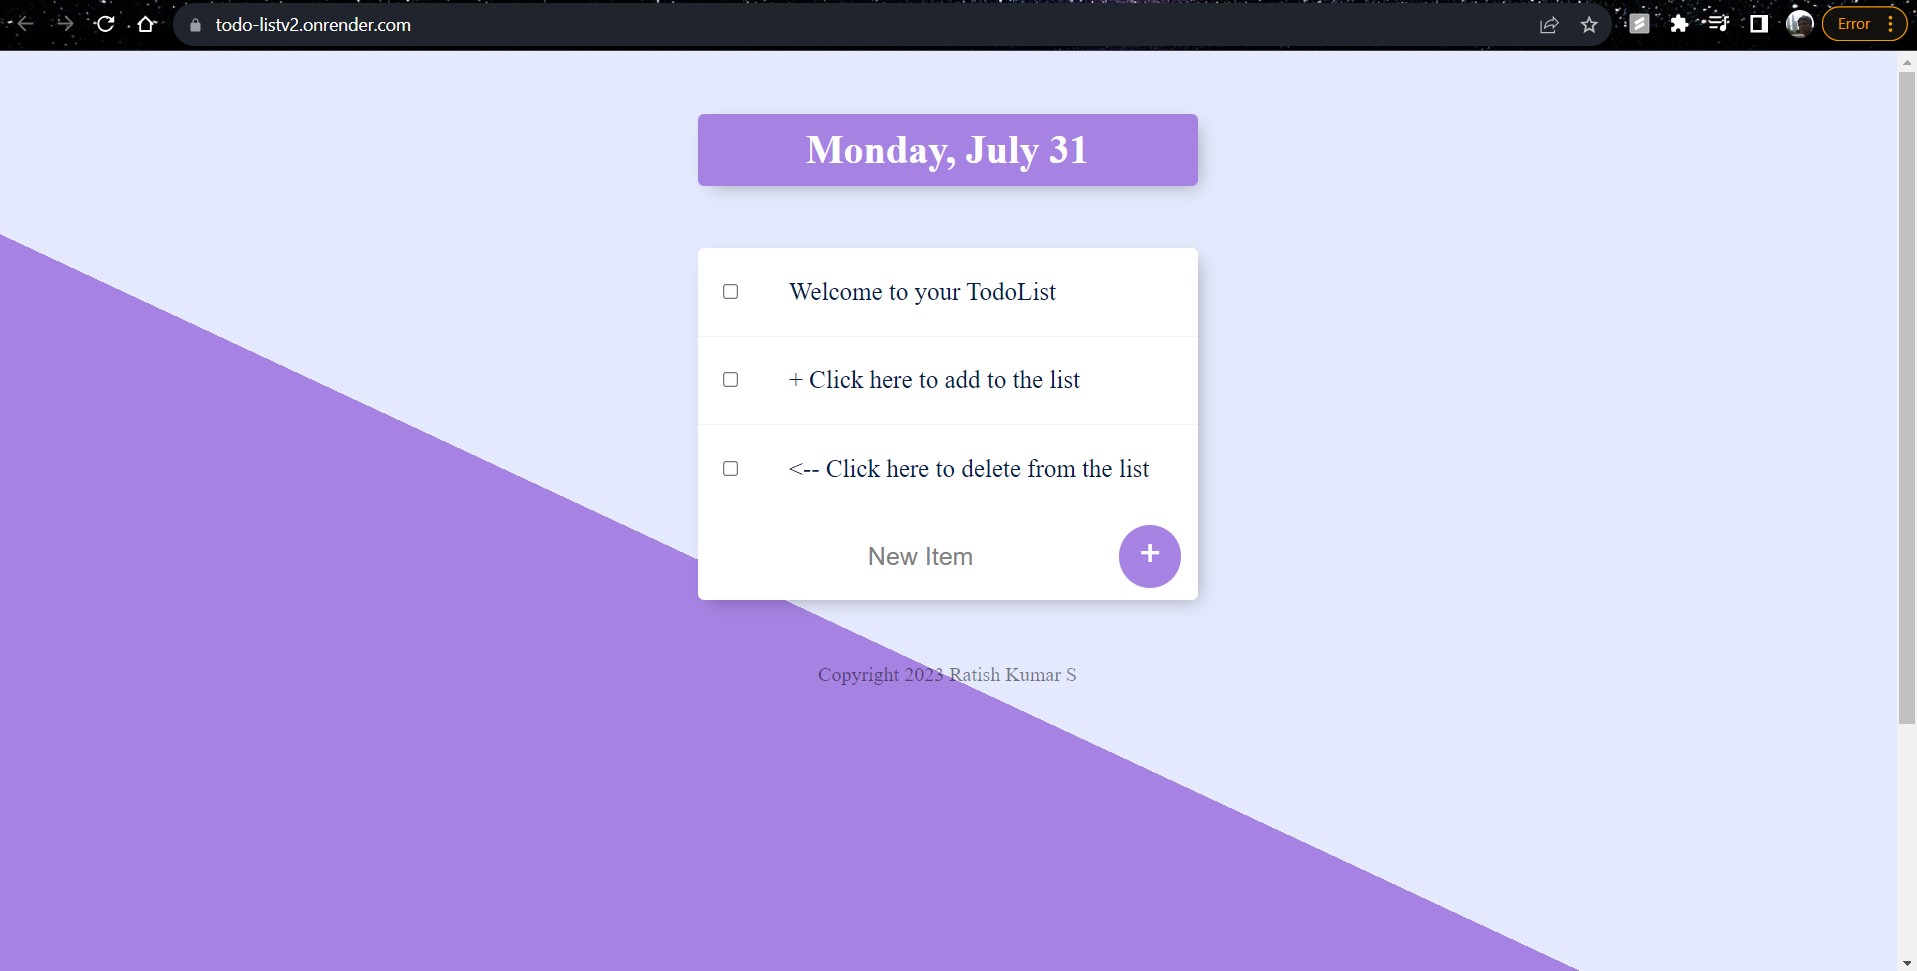 todo-listv2.onrender.com
Error
Monday, July 31
Welcome to your TodoList
+ Click here to add to the list
<-- Click here to delete from the list
New Item
+
Copyright 2023 Ratish Kumar S